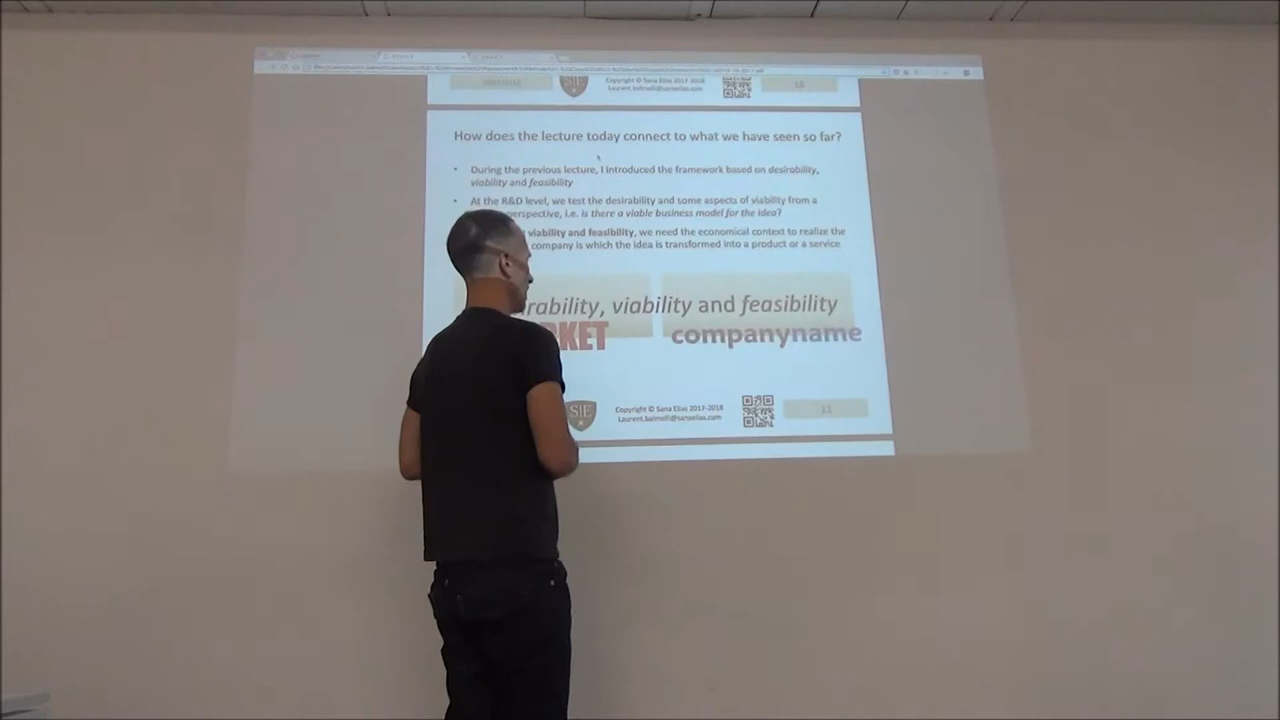 Copyright © Sana Elias 2017-2018
Laurent.balmelli@sanaelias.com
10
How does the lecture today connect to what we have seen so far?
• During the previous lecture, I introduced the framework based on desirability,
viability and feasibility
• At the R&D level, we test the desirability and some aspects of viability from a
perspective, i.e. is there a viable business model for the idea?
viability and feasibility, we need the economical context to realize the
company is which the idea is transformed into a product or a service
rability, viability and feasibility
KET companyname
SE Copyright © Sana Elias 2017-2018
Laurent.balmelli@sanaelias.com
11